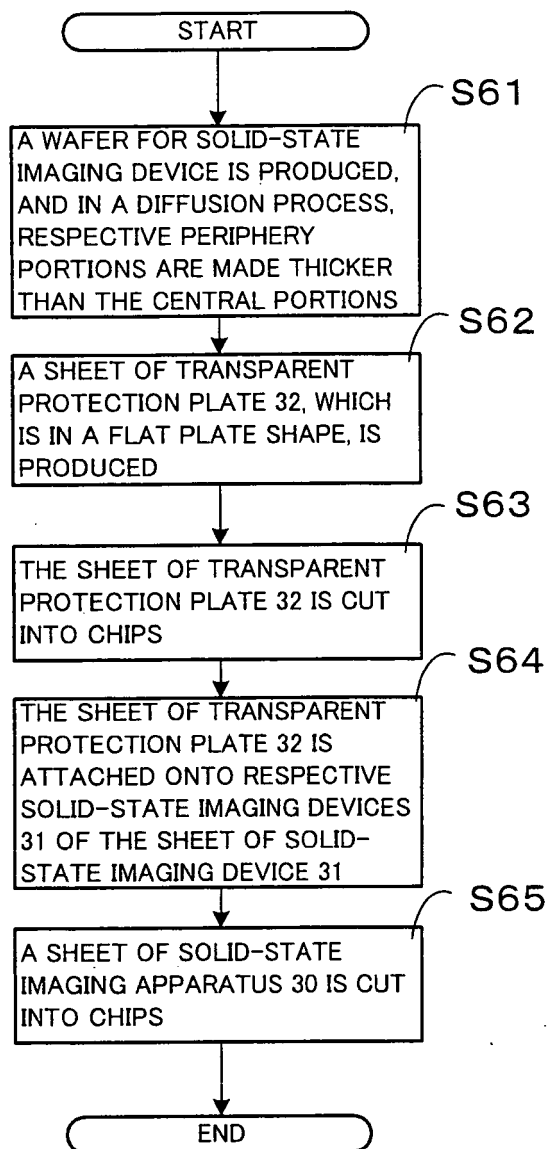 START
S61
A WAFER FOR SOLID-STATE
IMAGING DEVICE IS PRODUCED,
AND IN A DIFFUSION PROCESS,
RESPECTIVE PERIPHERY
PORTIONS ARE MADE THICKER
THAN THE CENTRAL PORTIONS
S62
A SHEET OF TRANSPARENT
PROTECTION PLATE 32, WHICH
IS IN A FLAT PLATE SHAPE, IS
PRODUCED
S63
THE SHEET OF TRANSPARENT
PROTECTION PLATE 32 IS CUT
INTO CHIPS
S64
THE SHEET OF TRANSPARENT
PROTECTION PLATE 32 IS
ATTACHED ONTO RESPECTIVE
SOLID-STATE IMAGING DEVICES
31 OF THE SHEET OF SOLID-
STATE IMAGING DEVICE 31
S65
A SHEET OF SOLID-STATE
IMAGING APPARATUS 30 IS CUT
INTO CHIPS
END